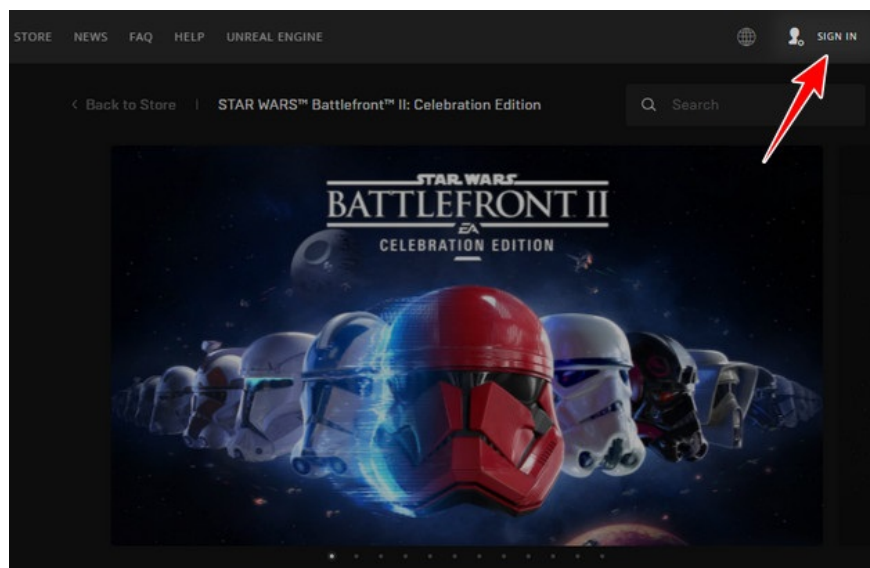 STORE NEWS FAQ HELP UNREAL ENGINE SIGN IN
< Back to Store | STAR WARS™ Battlefront™ II: Celebration Edition Search
STAR WARS
BATTLEFRONT II
EA
CELEBRATION EDITION